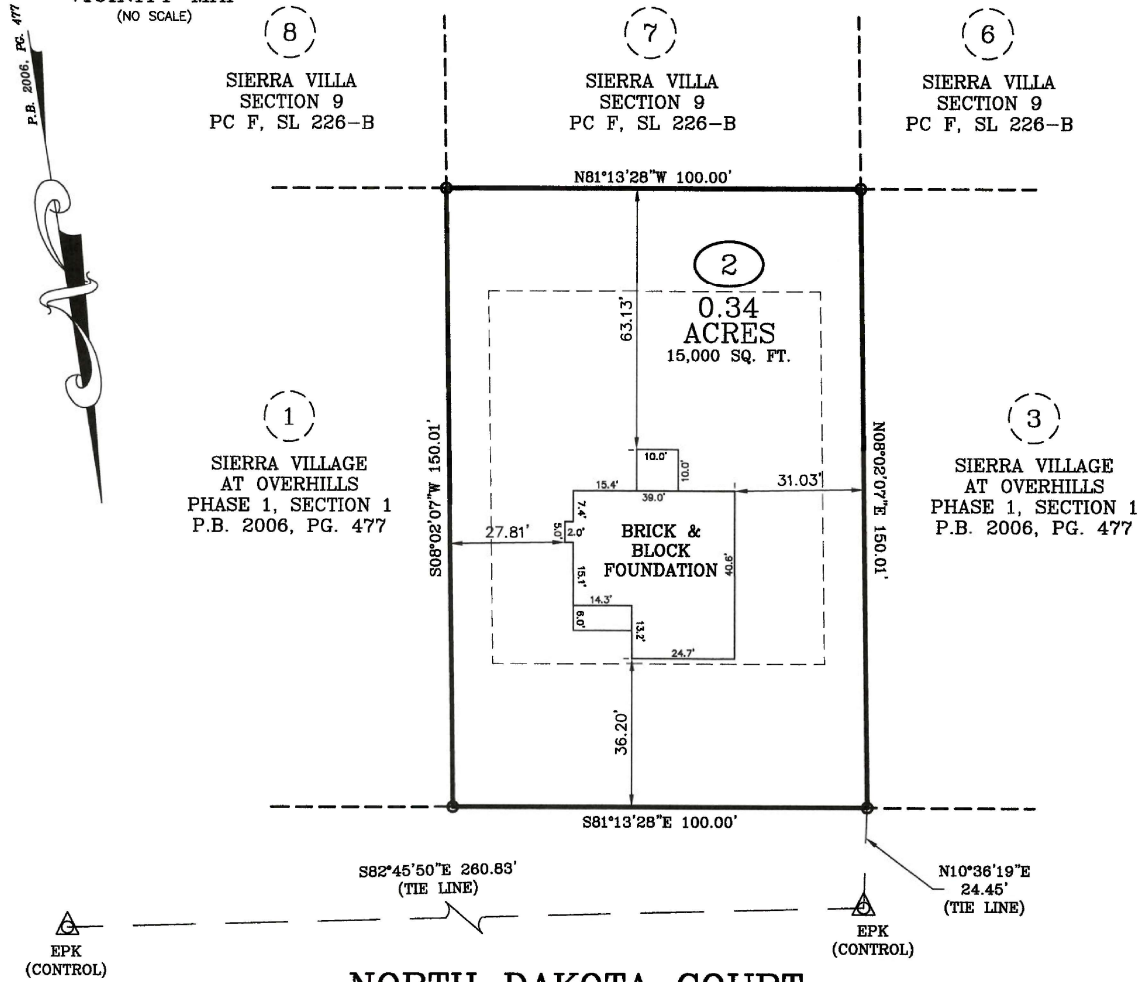 (NO SCALE)
P.B. 2006, PG. 477
8
SIERRA VILLA
SECTION 9
PC F, SL 226-B
7
SIERRA VILLA
SECTION 9
PC F, SL 226-B
6
SIERRA VILLA
SECTION 9
PC F, SL 226-B
N81°13'28"W 100.00'
2
0.34
ACRES
15,000 SQ. FT.
63.13'
1
SIERRA VILLAGE
AT OVERHILLS
PHASE 1, SECTION 1
P.B. 2006, PG. 477
S08°02'07"W 150.01'
N08°02'07"E 150.01'
3
SIERRA VILLAGE
AT OVERHILLS
PHASE 1, SECTION 1
P.B. 2006, PG. 477
10.0'
10.0'
15.4'
39.0'
31.03'
7.4'
5.0'
2.0'
27.81'
BRICK &
BLOCK
FOUNDATION
40.6'
15.1'
14.3'
6.0'
13.2'
24.7'
36.20'
S81°13'28"E 100.00'
S82°45'50"E 260.83'
(TIE LINE)
N10°36'19"E
24.45'
(TIE LINE)
EPK
(CONTROL)
EPK
(CONTROL)
NORTH DAKOTA COURT